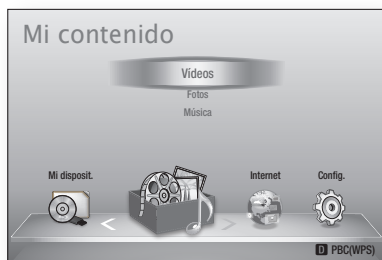 Mi contenido
Vídeos
Fotos
Música
Mi disposit.
Internet
Config.
D PBC(WPS)